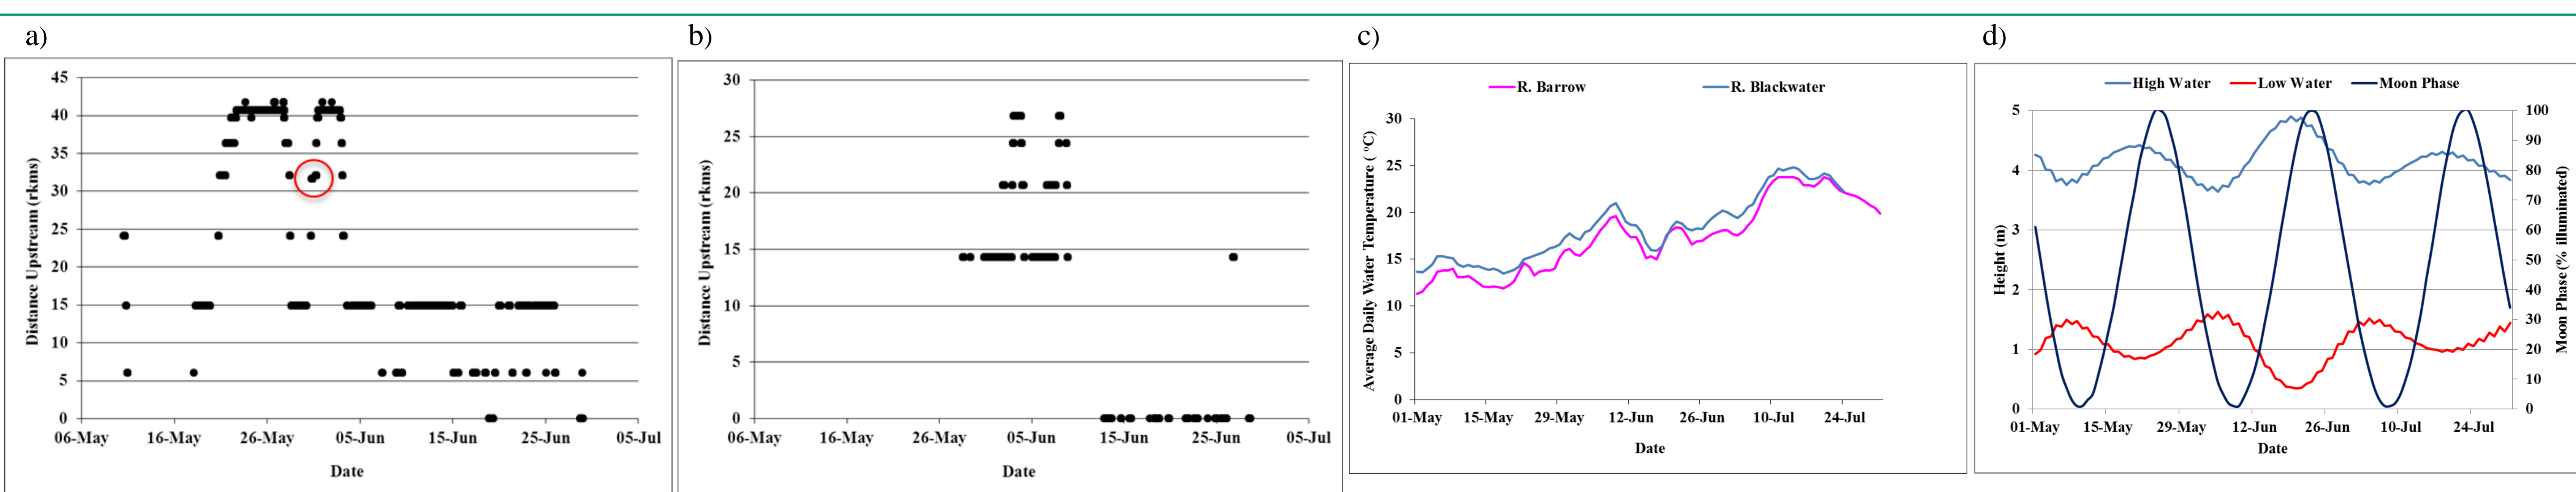 a)
Distance Upstream (rkms)
45
40
35
30
25
20
15
10
5
0
06-May 16-May 26-May 05-Jun 15-Jun 25-Jun 05-Jul
Date
b)
Distance Upstream (rkms)
30
25
20
15
10
5
0
06-May 16-May 26-May 05-Jun 15-Jun 25-Jun 05-Jul
Date
c)
R. Barrow R. Blackwater
Average Daily Water Temperature ( °C)
30
25
20
15
10
5
0
01-May 15-May 29-May 12-Jun 26-Jun 10-Jul 24-Jul
Date
d)
High Water Low Water Moon Phase
Height (m)
5
4
3
2
1
0
100
90
80
70
60
50
40
30
20
10
0
Moon Phase(% illuminated)
01-May 15-May 29-May 12-Jun 26-Jun 10-Jul 24-Jul
Date